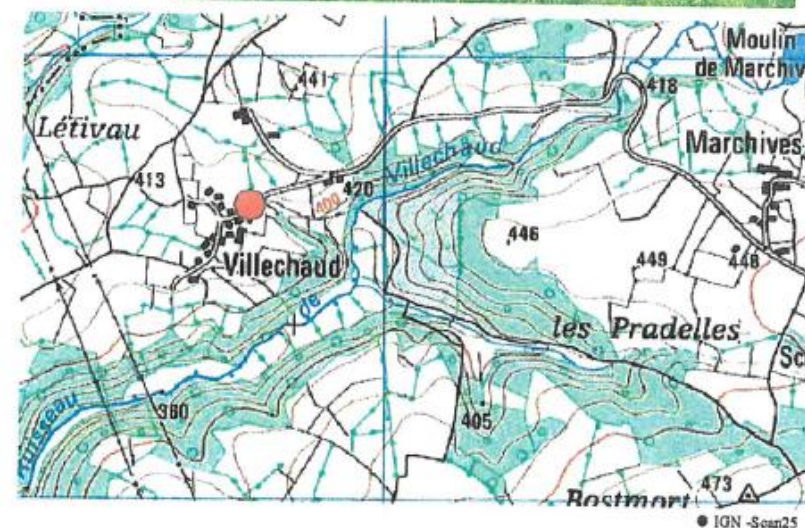 Moulin
de Marchiv
441
418
Létivau
Villechaud
Marchives
413
420
400
446
Villechaud
449
448
de
les Pradelles
Sc
Ruisseau
380
405
Bostmort
473
IGN -Scan25